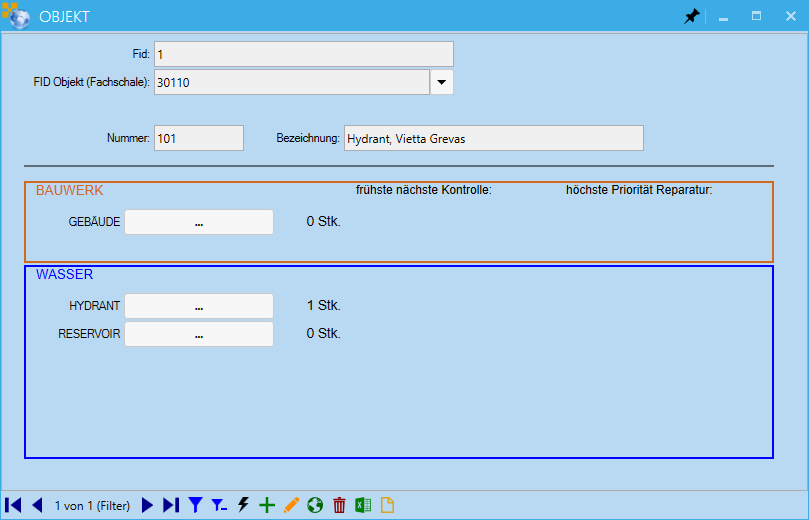 OBJEKT
Fid: 1
FID Objekt (Fachschale): 30110
Nummer: 101 Bezeichnung: Hydrant, Vietta Grevas
BAUWERK frühste nächste Kontrolle: höchste Priorität Reparatur:
GEBÄUDE ... 0 Stk.
WASSER
HYDRANT ... 1 Stk.
RESERVOIR ... 0 Stk.
1 von 1 (Filter)